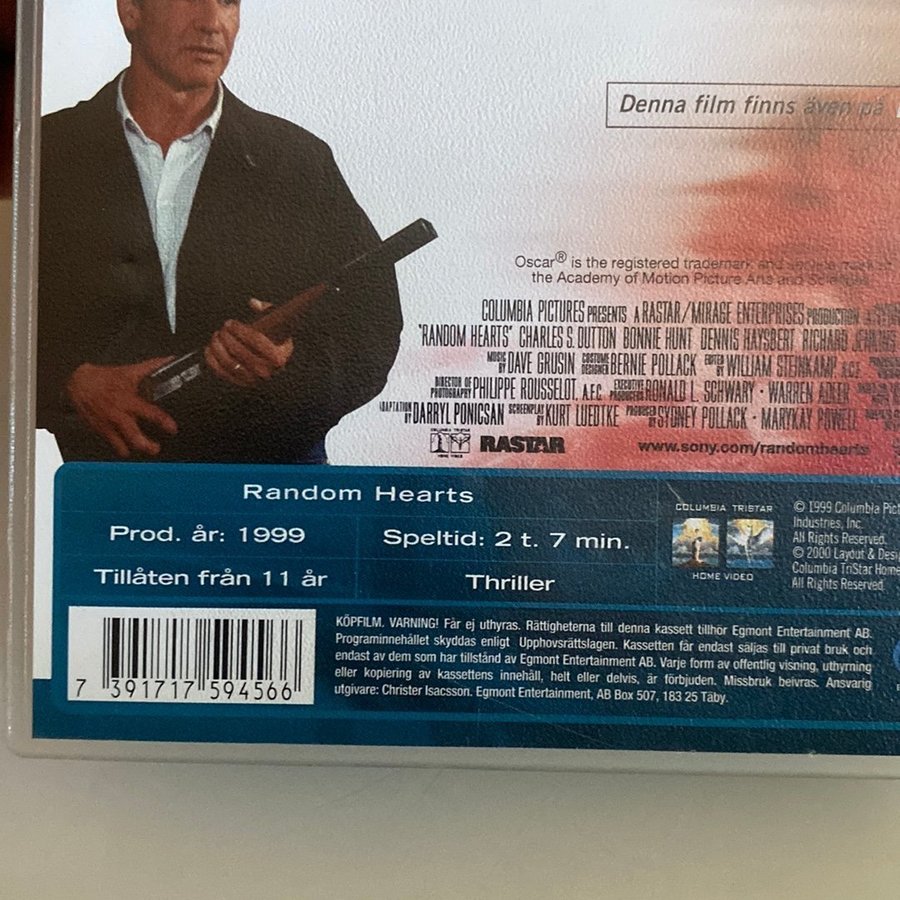 Denna film finns även på
Oscar® is the registered trademark and service mark of
the Academy of Motion Picture Arts and Sciences
COLUMBIA PICTURES PRESENTS A RASTAR/MIRAGE ENTERPRISES PRODUCTION
"RANDOM HEARTS" CHARLES S. DUTTON BONNIE HUNT DENNIS HAYSBERT RICHARD JENKINS
MUSIC BY DAVE GRUSIN COSTUME DESIGNER BERNIE POLLACK EDITED BY WILLIAM STEINKAMP A.C.E.
DIRECTOR OF PHOTOGRAPHY PHILIPPE ROUSSELOT, A.F.C. EXECUTIVE PRODUCERS RONALD L. SCHWARY · WARREN ADLER
ADAPTATION BY DARRYL PONICSAN SCREENPLAY BY KURT LUEDTKE PRODUCED BY SYDNEY POLLACK · MARYKAY POWELL
COLUMBIA TRISTAR
HOME VIDEO
RASTAR
www.sony.com/randomhearts
Random Hearts
Prod. år: 1999
Speltid: 2 t. 7 min.
Tillåten från 11 år
Thriller
COLUMBIA TRISTAR
HOME VIDEO
© 1999 Columbia Pict
Industries, Inc.
All Rights Reserved.
© 2000 Layout & Desi
Columbia TriStar Home
All Rights Reserved
KÖPFILM. VARNING! Får ej uthyras. Rättigheterna till denna kassett tillhör Egmont Entertainment AB.
Programinnehållet skyddas enligt Upphovsrättslagen. Kassetten får endast säljas till privat bruk och
endast av dem som har tillstånd av Egmont Entertainment AB. Varje form av offentlig visning, uthyrning
eller kopiering av kassettens innehåll, helt eller delvis, är förbjuden. Missbruk beivras. Ansvarig
utgivare: Christer Isacsson. Egmont Entertainment, AB Box 507, 183 25 Täby.
7 391717 594566